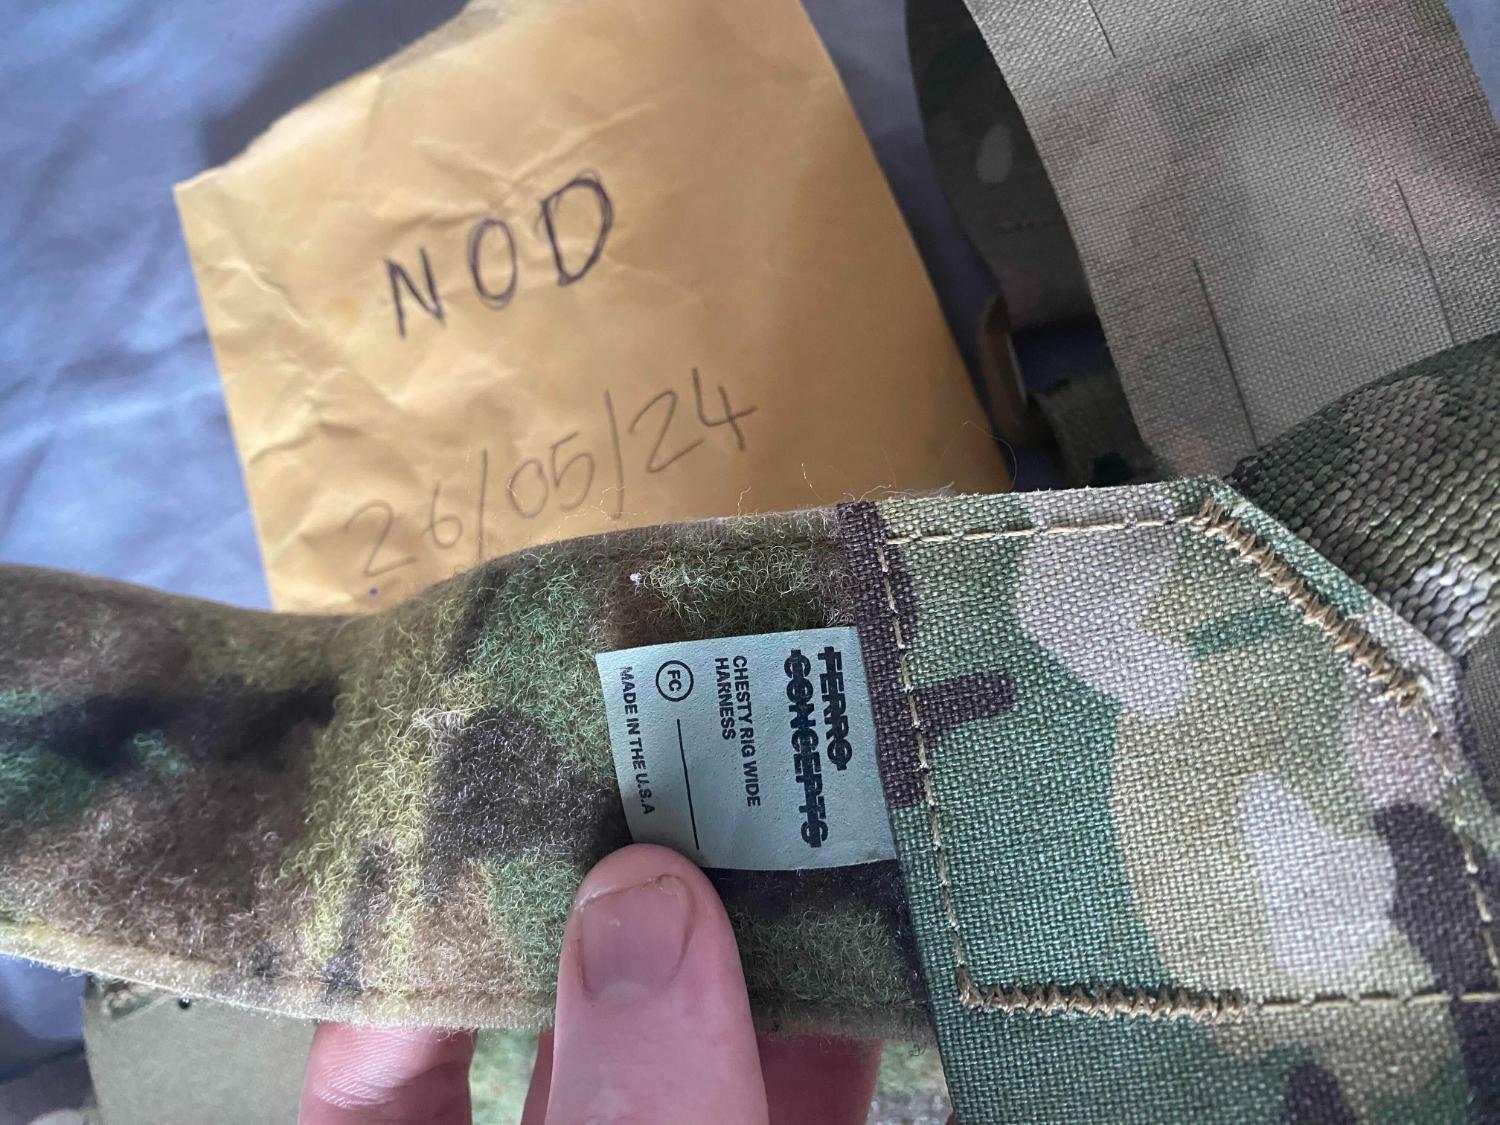 NOD
26/05/24
FERRO
CONCEPTS
CHESTY RIG WIDE
HARNESS
FC
MADE IN THE U.S.A